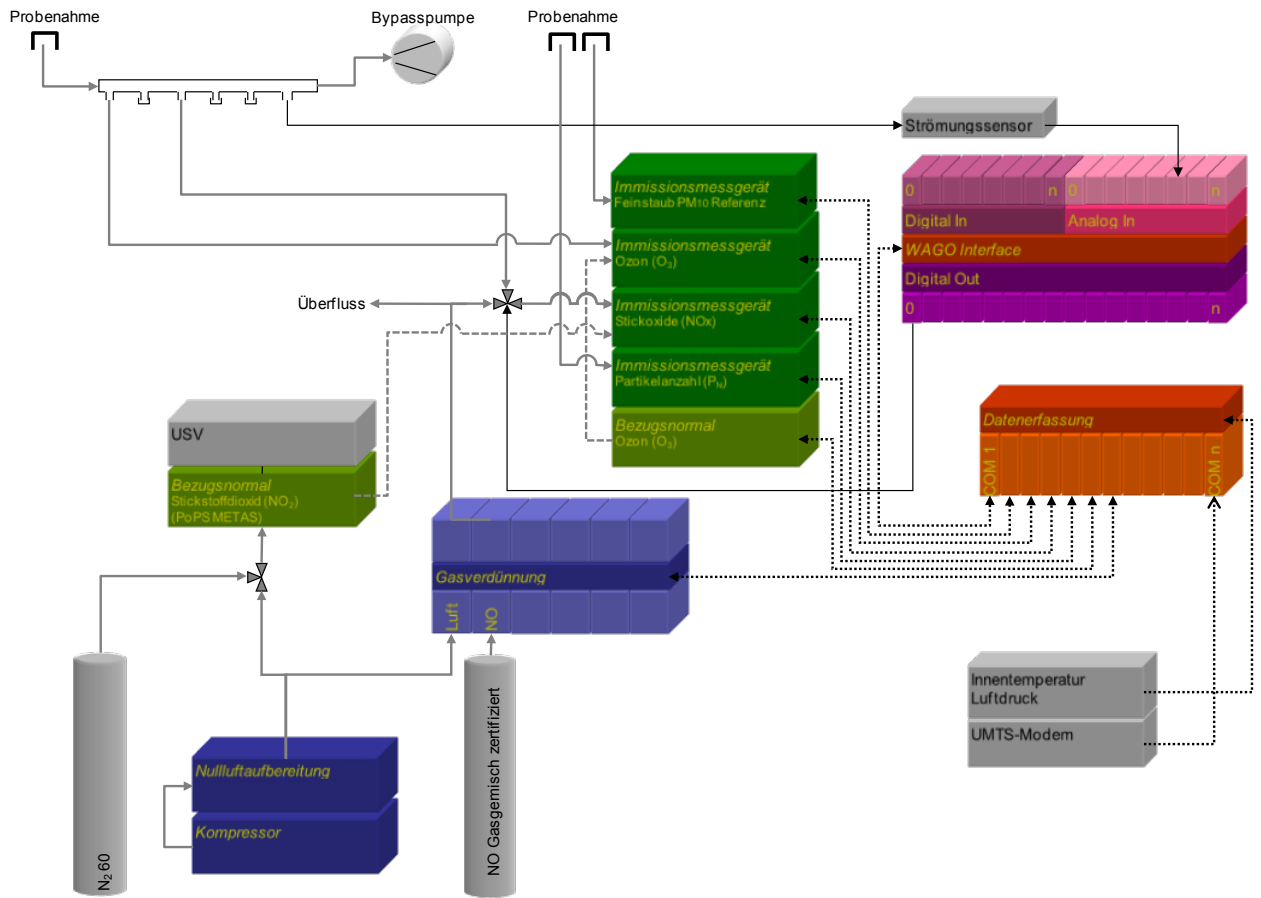 Probenahme
Bypasspumpe
Probenahme
Strömungssensor
0
n
0
n
Digital In
Analog In
WAGO Interface
Digital Out
0
n
Immissionsmessgerät
Feinstaub PM10 Referenz
Immissionsmessgerät
Ozon (O3)
Immissionsmessgerät
Stickoxide (NOx)
Immissionsmessgerät
Partikelanzahl (PN)
Bezugsnormal
Ozon (O3)
Überfluss
USV
Bezugsnormal
Stickstoffdioxid (NO2)
(PoPS METAS)
Datenerfassung
COM 1
COM n
Gasverdünnung
Luft
NO
Innentemperatur
Luftdruck
UMTS-Modem
Nullluftaufbereitung
Kompressor
N2 60
NO Gasgemisch zertifiziert